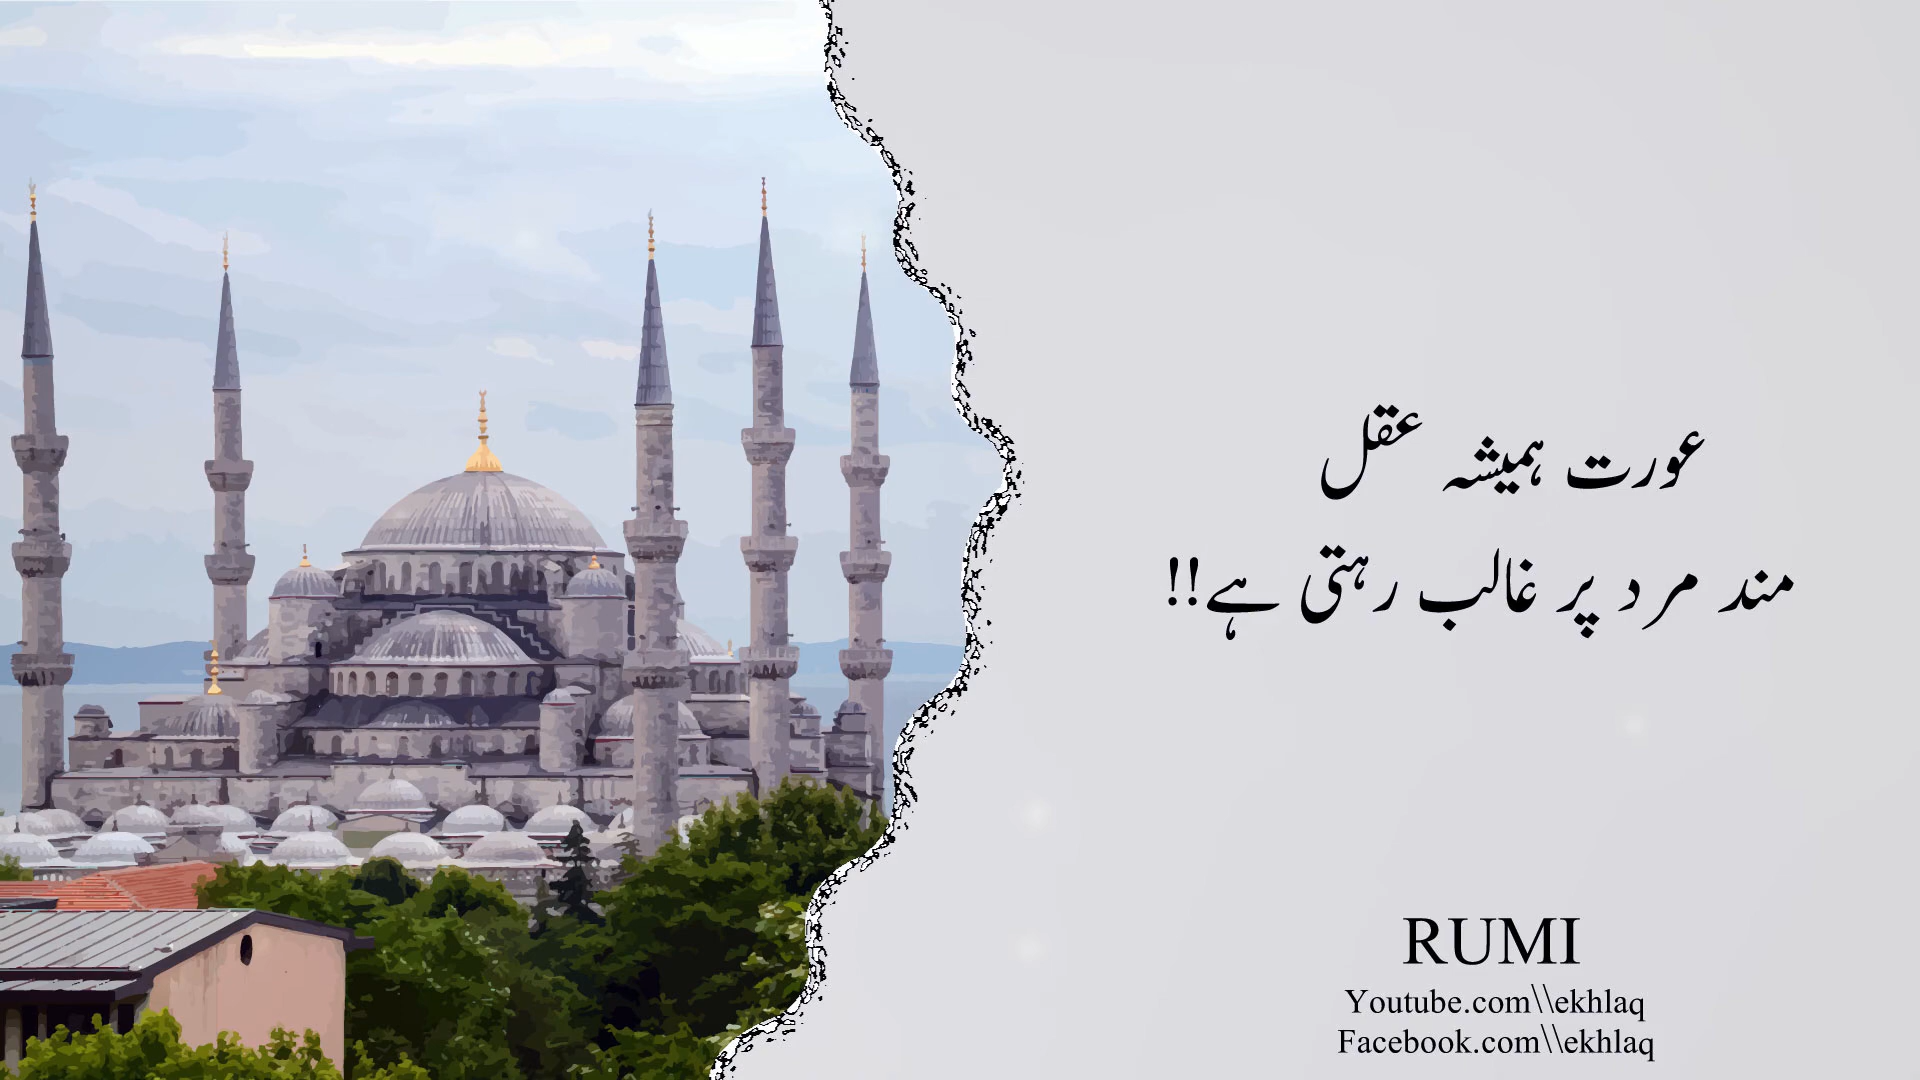 عورت ہمیشہ عقل
مند مرد پر غالب رہتی ہے!!
RUMI
Youtube.com\\ekhlaq
Facebook.com\\ekhlaq